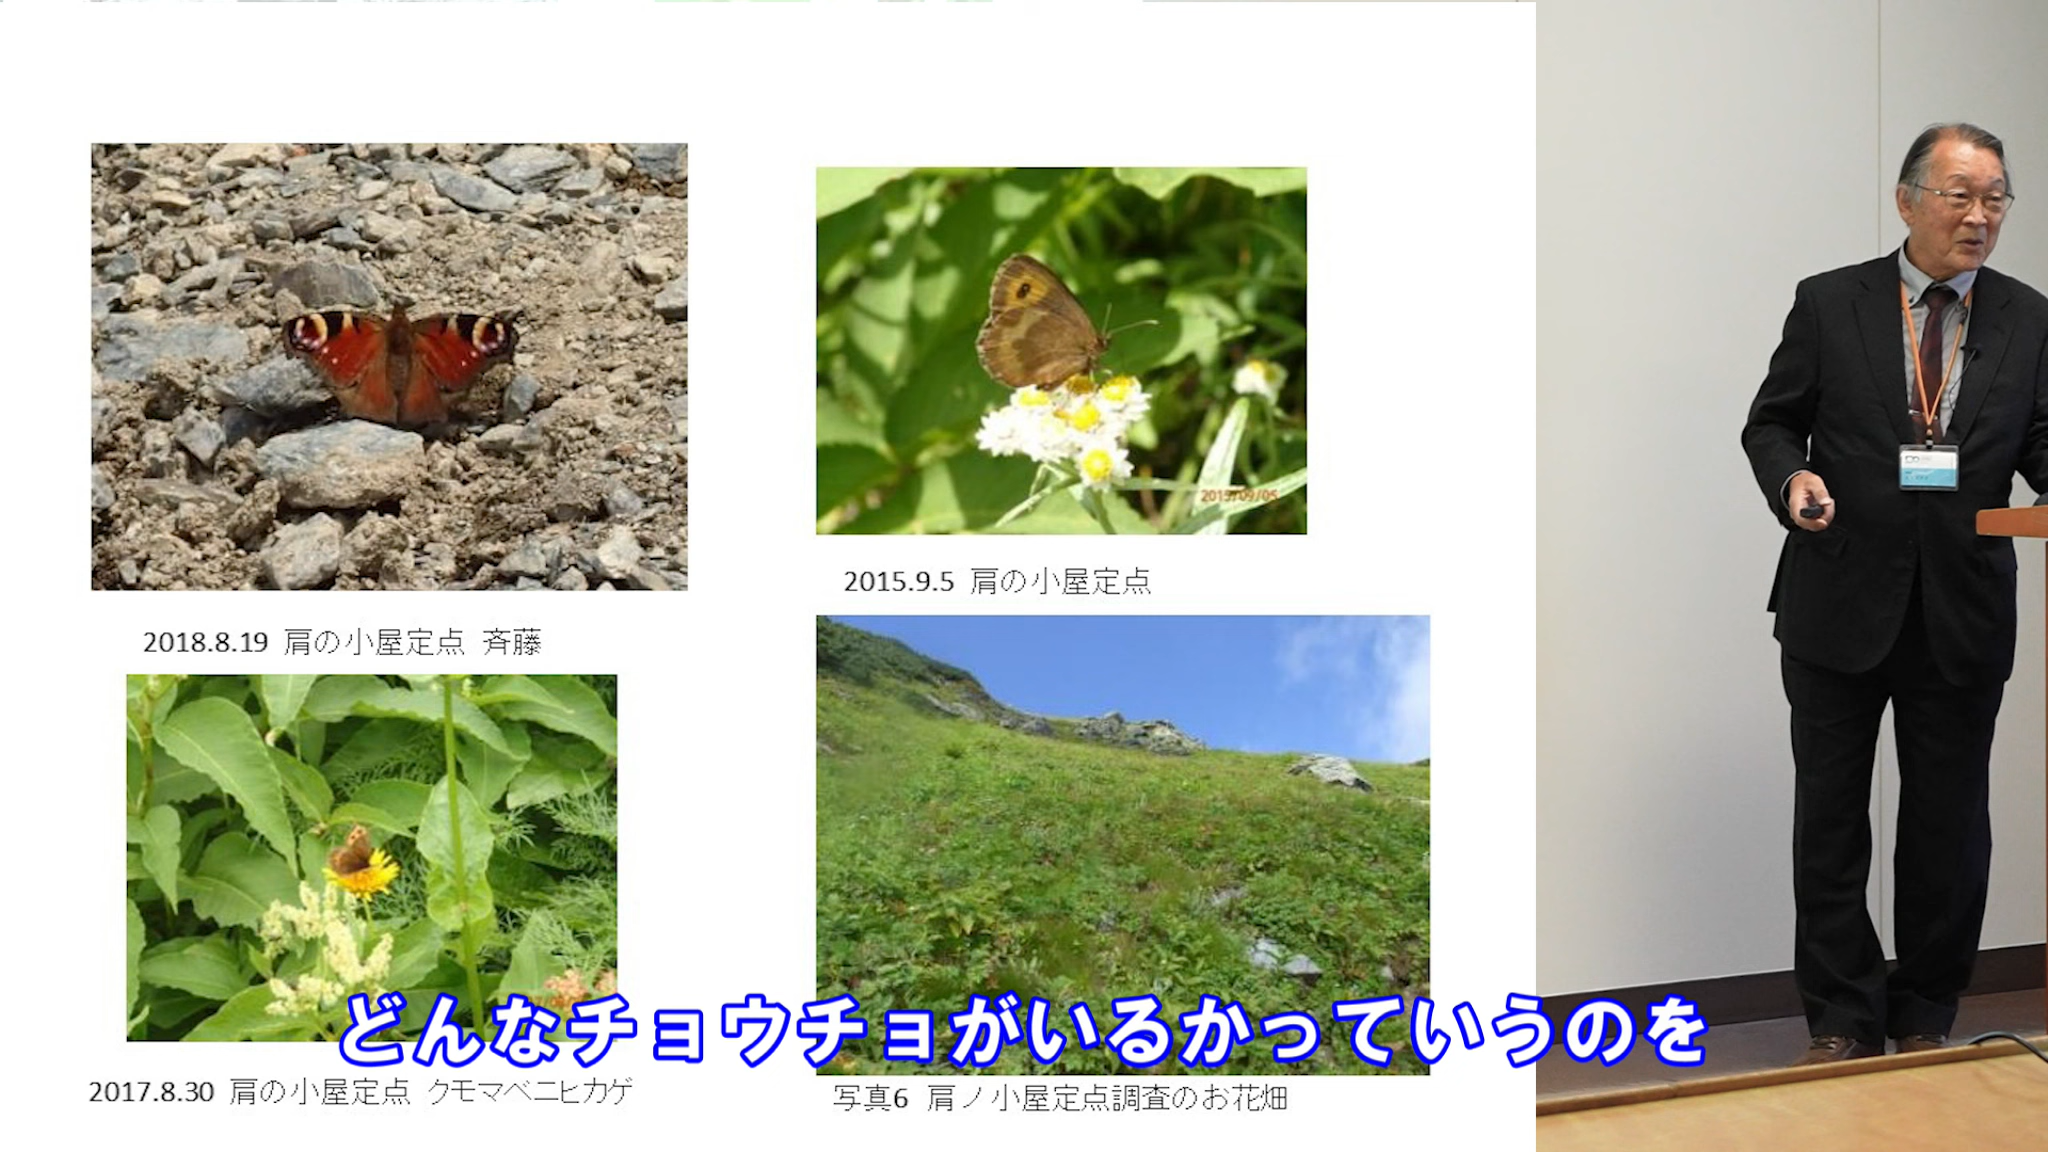 2015/09/05
2015.9.5 肩の小屋定点
2018.8.19 肩の小屋定点 斉藤
2017.8.30 肩の小屋定点 クモマベニヒカゲ
写真6 肩ノ小屋定点調査のお花畑
どんなチョウチョがいるかっていうのを